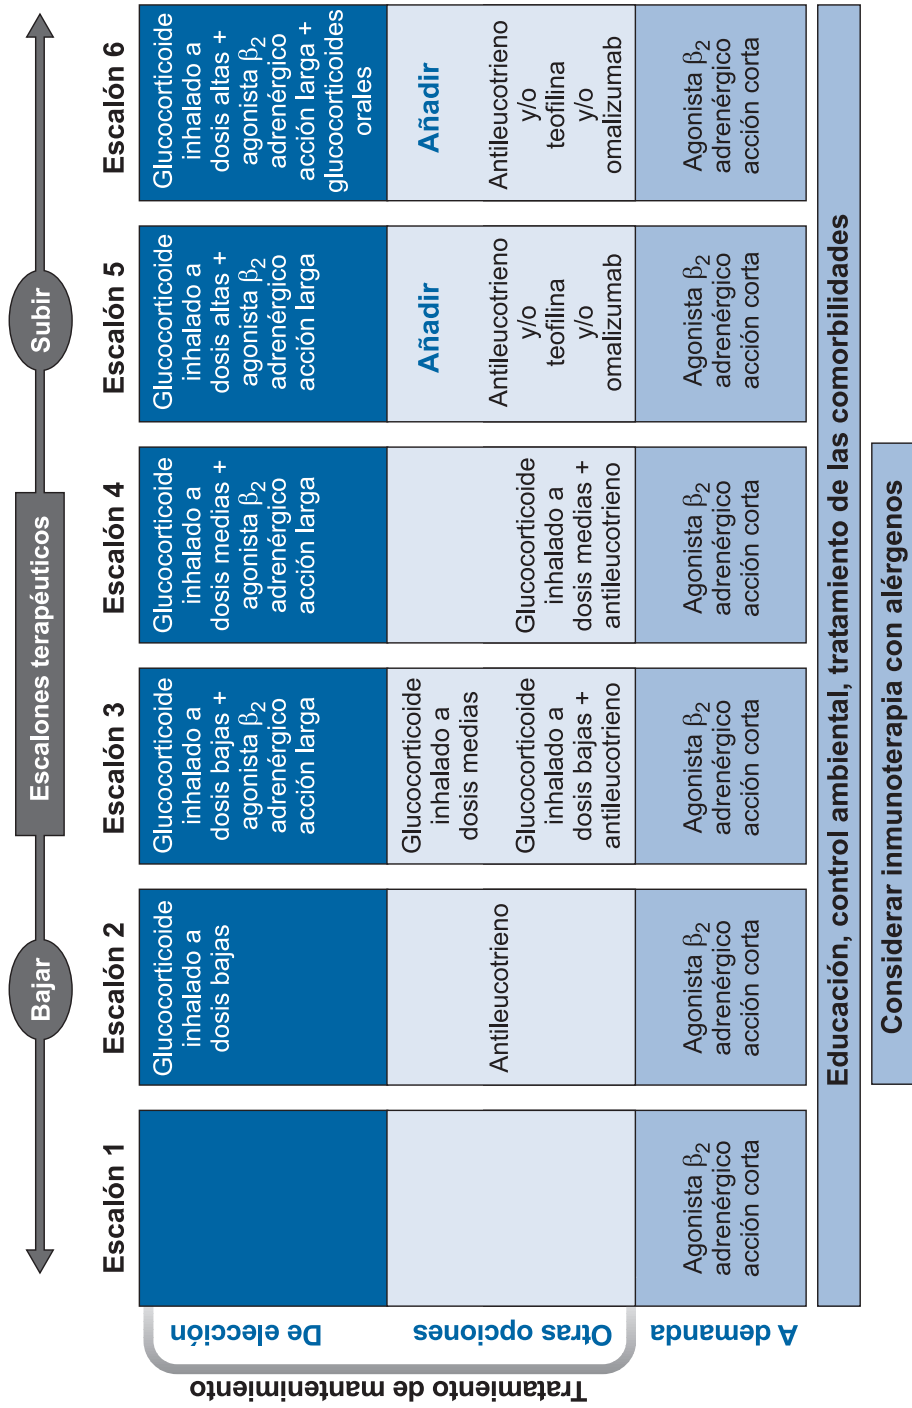 Bajar
Escalones terapéuticos
Subir
Escalón 1
Escalón 2
Escalón 3
Escalón 4
Escalón 5
Escalón 6
Tratamiento de mantenimiento
De elección
Glucocorticoide
inhalado a
dosis bajas
Glucocorticoide
inhalado a
dosis bajas +
agonista β2
adrenérgico
acción larga
Glucocorticoide
inhalado a
dosis medias +
agonista β2
adrenérgico
acción larga
Glucocorticoide
inhalado a
dosis altas +
agonista β2
adrenérgico
acción larga
Glucocorticoide
inhalado a
dosis altas +
agonista β2
adrenérgico
acción larga +
glucocorticoides
orales
Otras opciones
Antileucotrieno
Glucocorticoide
inhalado a
dosis medias
Glucocorticoide
inhalado a
dosis bajas +
antileucotrieno
Glucocorticoide
inhalado a
dosis medias +
antileucotrieno
Añadir
Antileucotrieno
y/o
teofilina
y/o
omalizumab
Añadir
Antileucotrieno
y/o
teofilina
y/o
omalizumab
A demanda
Agonista β2
adrenérgico
acción corta
Agonista β2
adrenérgico
acción corta
Agonista β2
adrenérgico
acción corta
Agonista β2
adrenérgico
acción corta
Agonista β2
adrenérgico
acción corta
Agonista β2
adrenérgico
acción corta
Educación, control ambiental, tratamiento de las comorbilidades
Considerar inmunoterapia con alérgenos